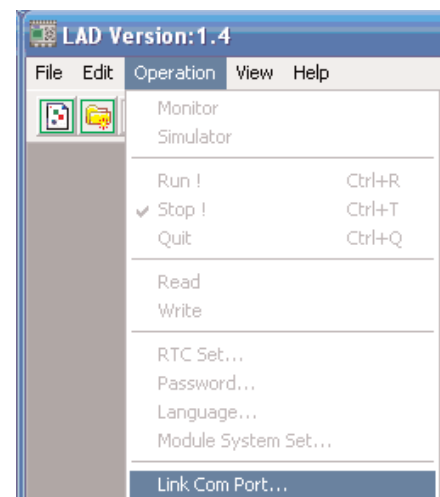 LAD Version:1.4
File Edit Operation View Help
Monitor
Simulator
Run ! Ctrl+R
Stop ! Ctrl+T
Quit Ctrl+Q
Read
Write
RTC Set...
Password...
Language...
Module System Set...
Link Com Port...